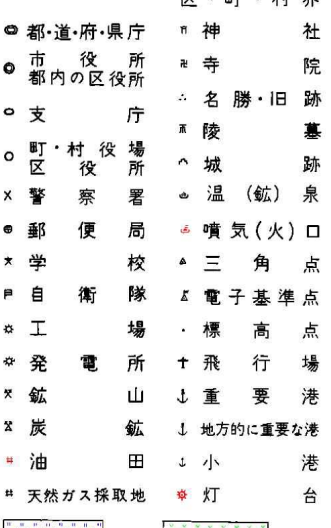 都・道・府・県庁
市役所
都内の区役所
支庁
町・村役場
区役所
警察署
郵便局
学校
自衛隊
工場
発電所
鉱山
炭鉱
油田
天然ガス採取地
神社
寺院
名勝・旧跡
陵墓
城跡
温(鉱)泉
噴気(火)口
三角点
電子基準点
標高点
飛行場
重要港
地方的に重要な港
小港
灯台